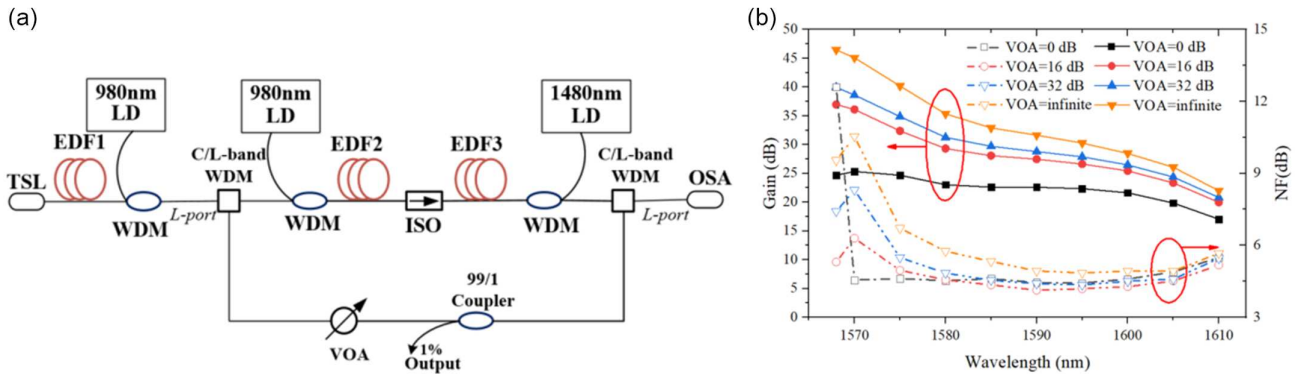 (a)
980nm
LD
980nm
LD
1480nm
LD
EDF1
C/L-band
WDM
EDF2
EDF3
C/L-band
WDM
TSL
OSA
WDM
L-port
WDM
ISO
WDM
L-port
99/1
Coupler
VOA
1%
Output
(b)
50
45
40
35
30
25
20
15
10
5
0
Gain (dB)
VOA=0 dB
VOA=16 dB
VOA=32 dB
VOA=infinite
VOA=0 dB
VOA=16 dB
VOA=32 dB
VOA=infinite
15
12
9
6
3
NF(dB)
1570 1580 1590 1600 1610
Wavelength (nm)